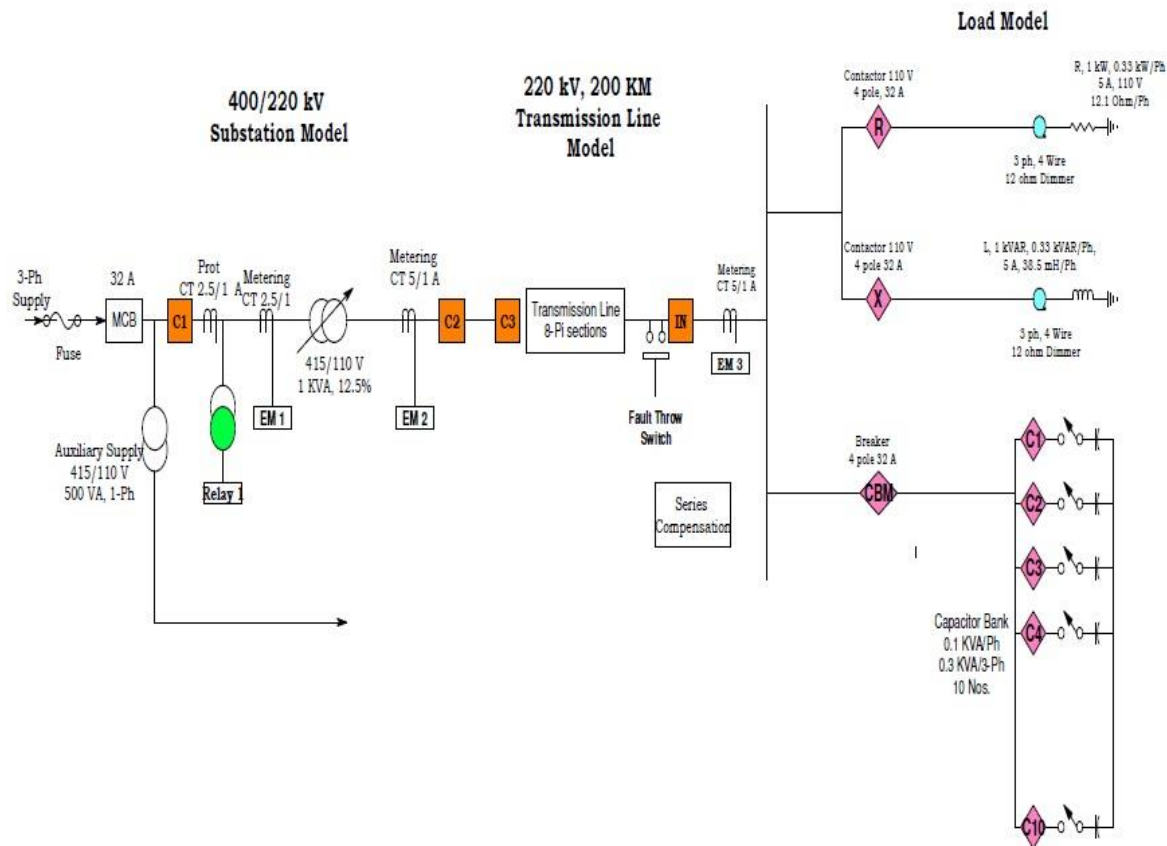 Load Model
400/220 kV
Substation Model
220 kV, 200 KM
Transmission Line
Model
Contactor 110 V
4 pole, 32 A
R
R, 1 kW, 0.33 kW/Ph
5 A, 110 V
12.1 Ohm/Ph
3 ph, 4 Wire
12 ohm Dimmer
3-Ph
Supply
Fuse
32 A
MCB
C1
Prot
CT 2.5/1 A
Metering
CT 2.5/1
415/110 V
1 KVA, 12.5%
Metering
CT 5/1 A
C2
C3
Transmission Line
8-Pi sections
IN
Metering
CT 5/1 A
Contactor 110 V
4 pole 32 A
X
L, 1 kVAR, 0.33 kVAR/Ph,
5 A, 38.5 mH/Ph
3 ph, 4 Wire
12 ohm Dimmer
EM 1
EM 2
EM 3
Fault Throw
Switch
Auxiliary Supply
415/110 V
500 VA, 1-Ph
Relay 1
Series
Compensation
Breaker
4 pole 32 A
CBM
C1
C2
C3
C4
Capacitor Bank
0.1 KVA/Ph
0.3 KVA/3-Ph
10 Nos.
C10